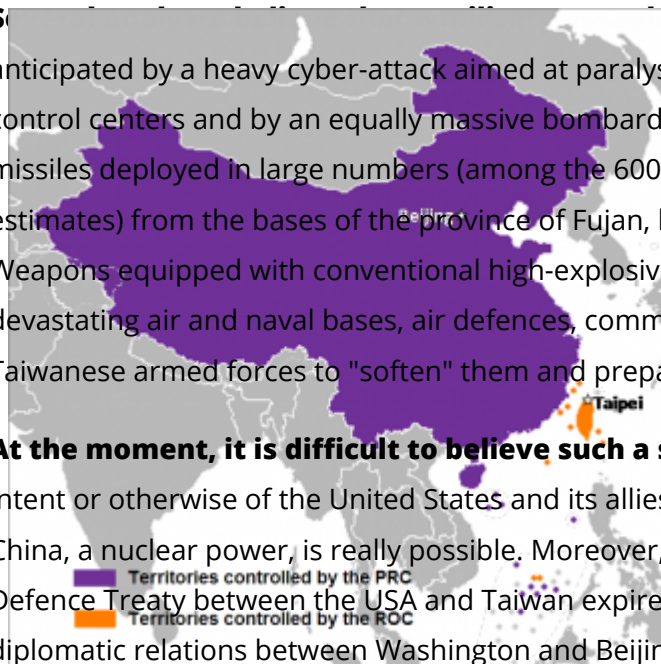 anticipated by a heavy cyber-attack aimed at paralys
control centers and by an equally massive bombard
missiles deployed in large numbers (among the 600
Beijing
estimates) from the bases of the province of Fujan,
Weapons equipped with conventional high-explosiv
devastating air and naval bases, air defences, comm
Taiwanese armed forces to "soften" them and prepa
Taipei
At the moment, it is difficult to believe such a s
intent or otherwise of the United States and its allies
China, a nuclear power, is really possible. Moreover,
Territories controlled by the PRC
Defence Treaty between the USA and Taiwan expire
Territories controlled by the ROC
diplomatic relations between Washington and Beijin